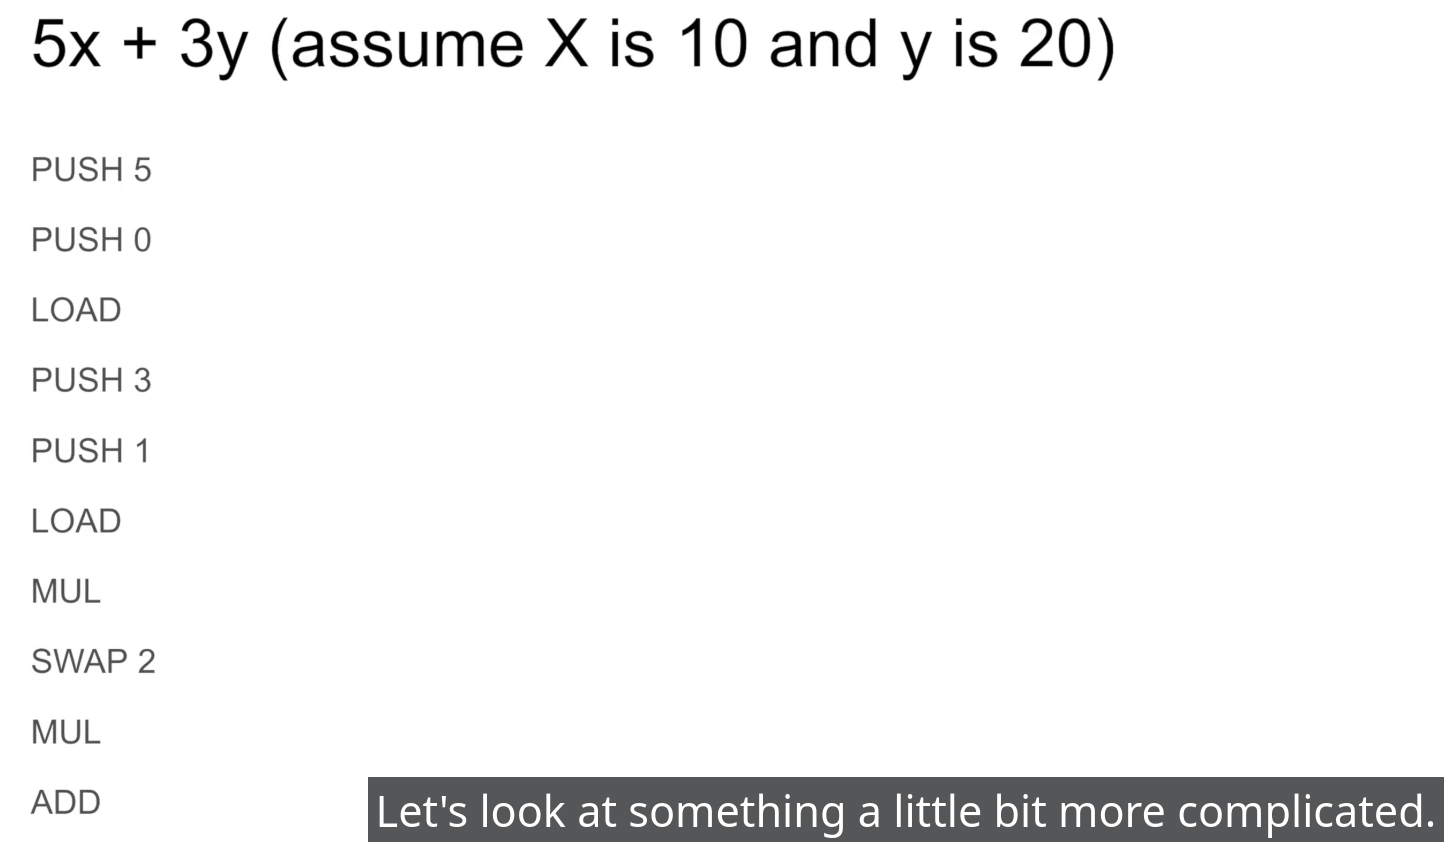 5x + 3y (assume X is 10 and y is 20)
PUSH 5
PUSH 0
LOAD
PUSH 3
PUSH 1
LOAD
MUL
SWAP 2
MUL
ADD
Let's look at something a little bit more complicated.